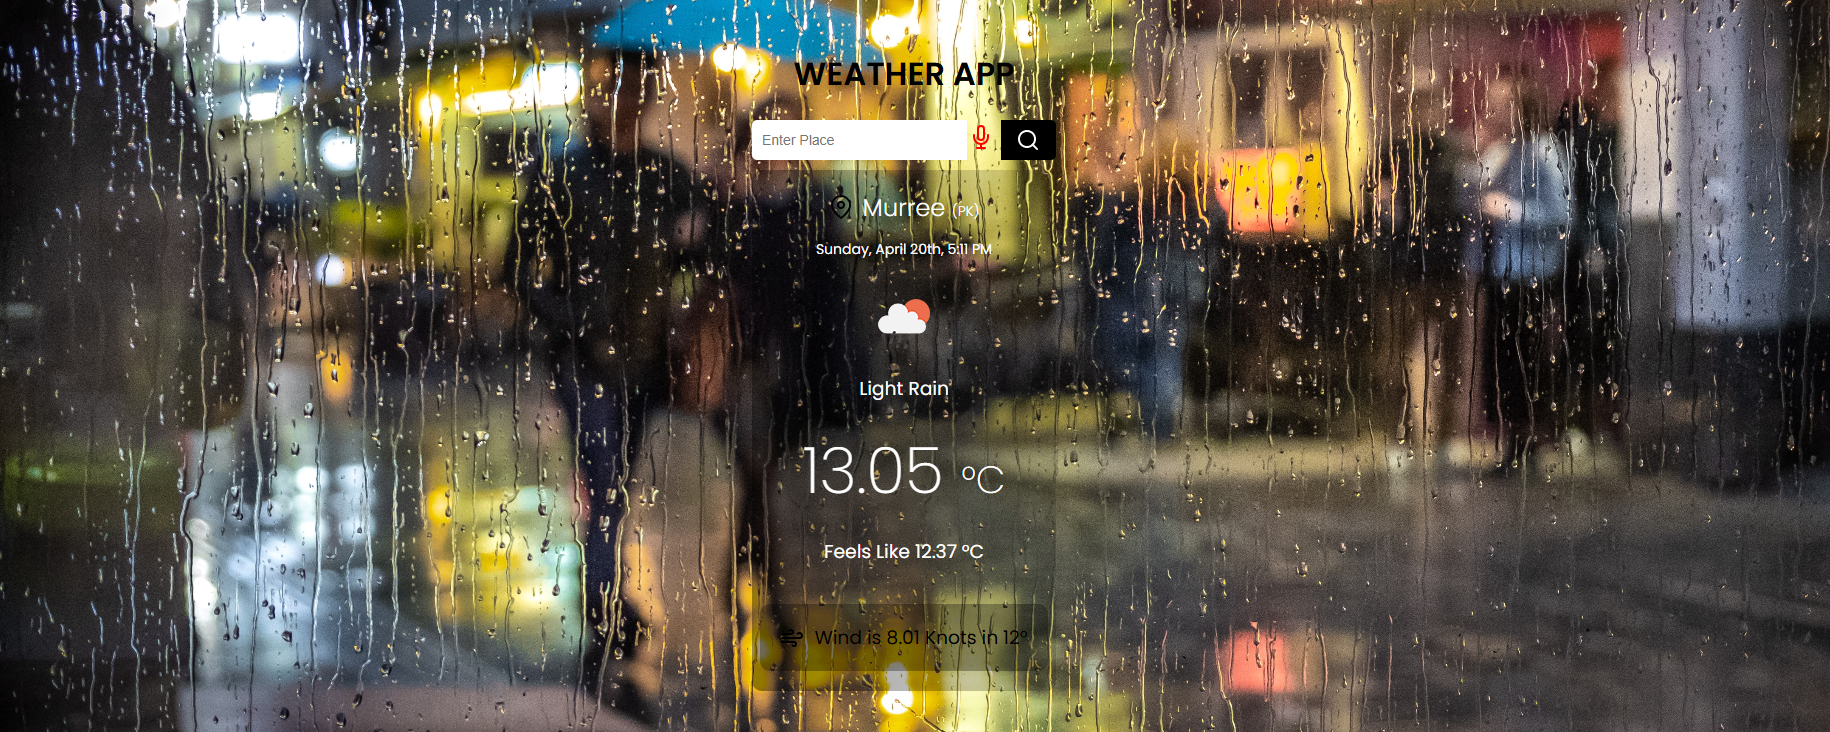 WEATHER APP
Enter Place
Murree (PK)
Sunday, April 20th, 5:11 PM
Light Rain
13.05 °C
Feels Like 12.37 °C
Wind is 8.01 Knots in 12°